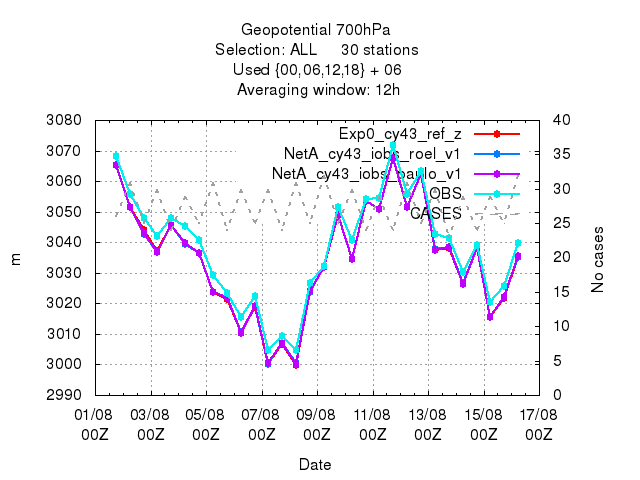 Geopotential 700hPa
Selection: ALL 30 stations
Used {00,06,12,18} + 06
Averaging window: 12h
3080
3070
3060
3050
3040
3030
3020
3010
3000
2990
m
40
35
30
25
20
15
10
5
0
No cases
Exp0_cy43_ref_z
NetA_cy43_iobs_roel_v1
NetA_cy43_iobs_paulo_v1
OBS
CASES
01/08 03/08 05/08 07/08 09/08 11/08 13/08 15/08 17/08
00Z 00Z 00Z 00Z 00Z 00Z 00Z 00Z 00Z
Date